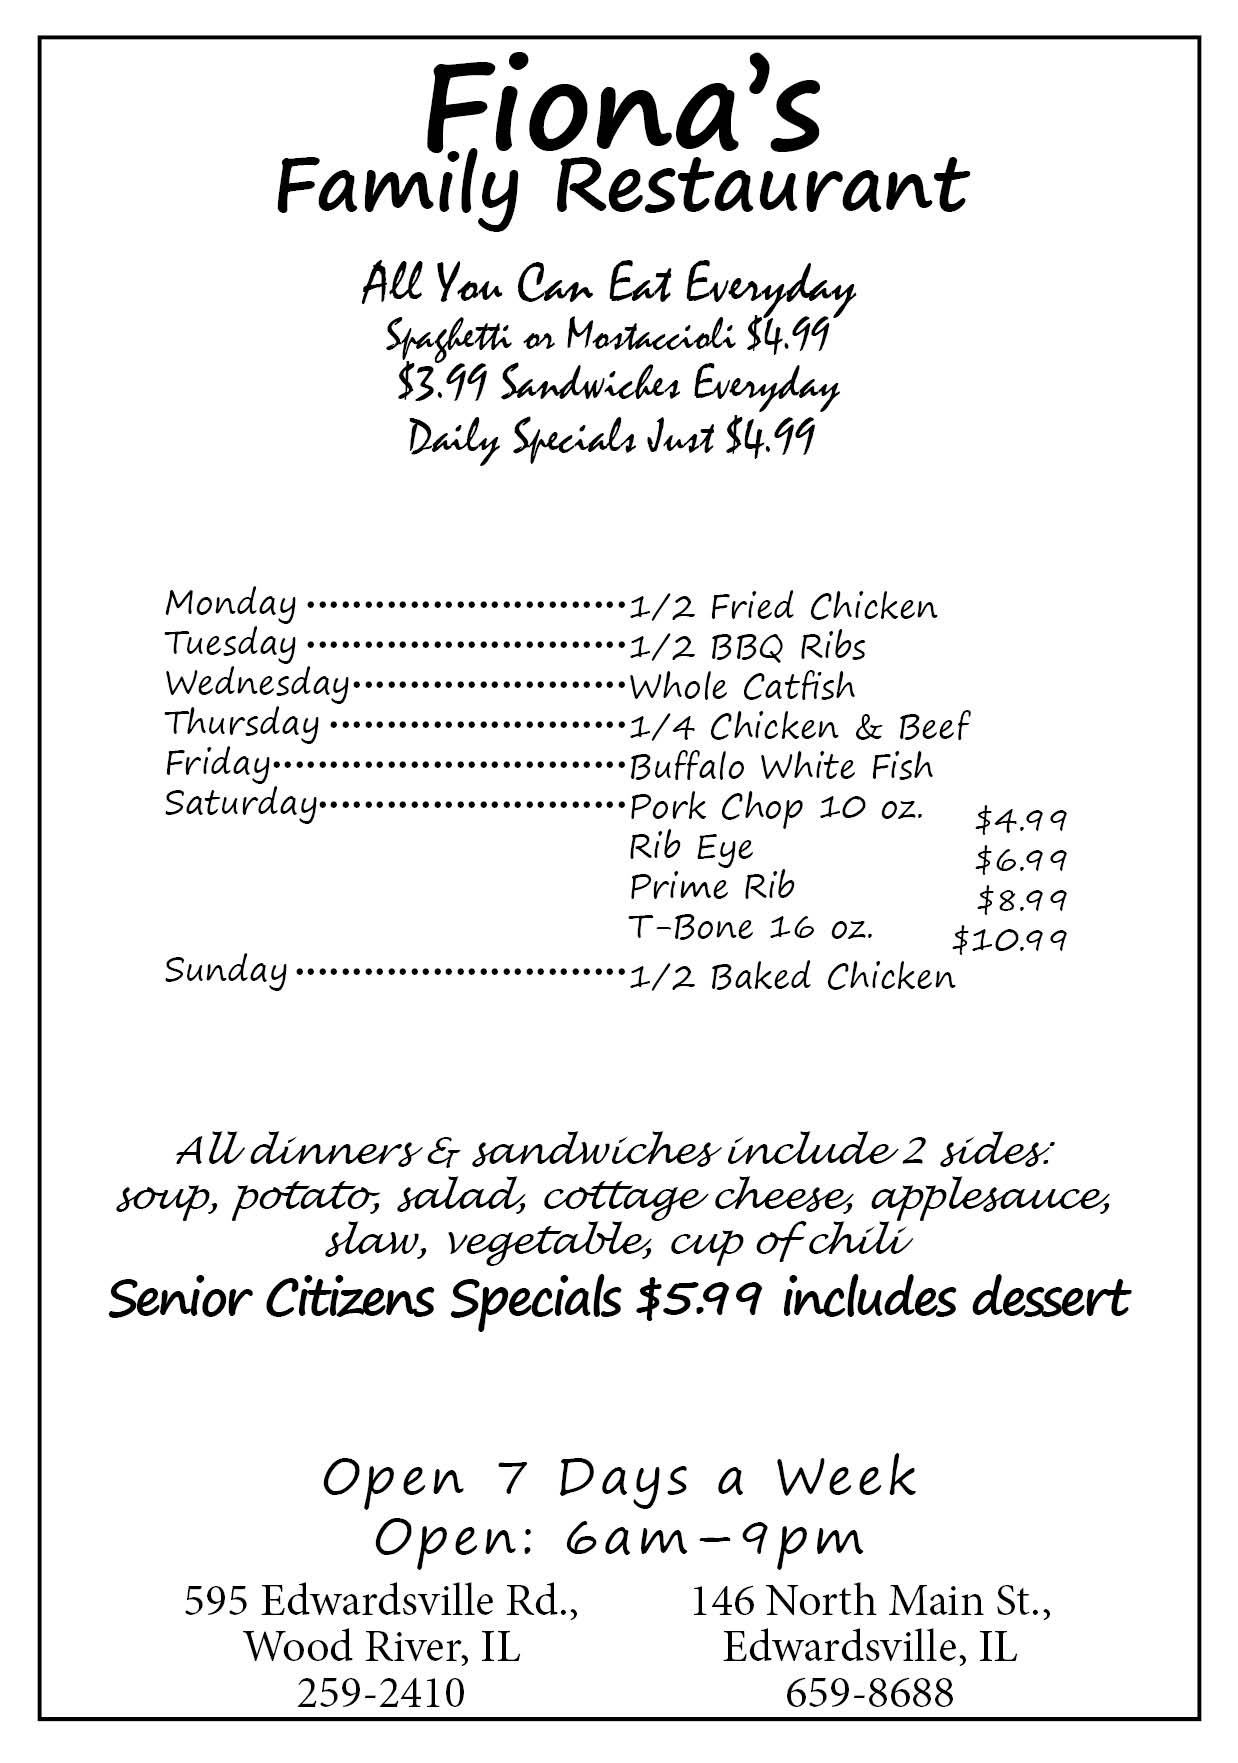 Fiona's
Family Restaurant
All You Can Eat Everyday
Spaghetti or Mostaccioli $4.99
$3.99 Sandwiches Everyday
Daily Specials Just $4.99
Monday ............................1/2 Fried Chicken
Tuesday ............................1/2 BBQ Ribs
Wednesday........................Whole Catfish
Thursday ..........................1/4 Chicken & Beef
Friday...............................Buffalo White Fish
Saturday...........................Pork Chop 10 oz. $4.99
Rib Eye $6.99
Prime Rib $8.99
T-Bone 16 oz. $10.99
Sunday .............................1/2 Baked Chicken
All dinners & sandwiches include 2 sides:
soup, potato, salad, cottage cheese, applesauce,
slaw, vegetable, cup of chili
Senior Citizens Specials $5.99 includes dessert
Open 7 Days a Week
Open: 6am–9pm
595 Edwardsville Rd.,
Wood River, IL
259-2410
146 North Main St.,
Edwardsville, IL
659-8688